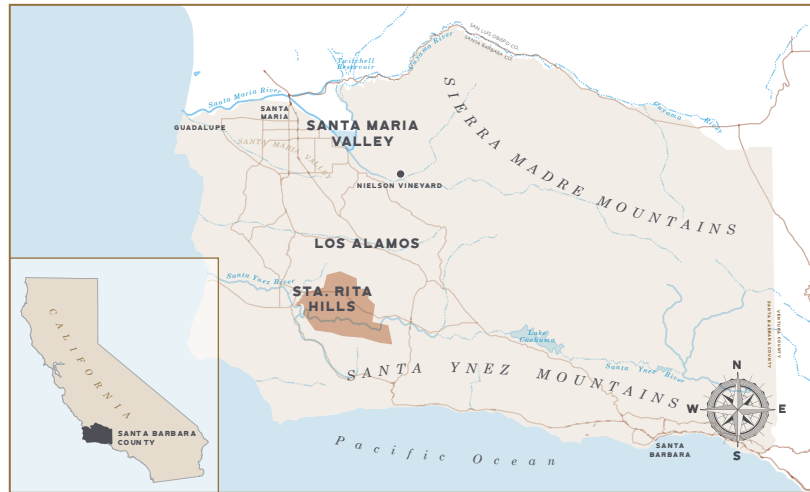 SAN LUIS OBISPO CO.
SANTA BARBARA CO.
Cuyama River
Twitchell
Reservoir
Santa Maria River
SANTA
MARIA
GUADALUPE
SANTA MARIA
VALLEY
SANTA MARIA VALLEY
NIELSON VINEYARD
SIERRA MADRE MOUNTAINS
Cuyama River
LOS ALAMOS
Santa Ynez River
STA. RITA
HILLS
Lake
Cachuma
VENTURA COUNTY
SANTA BARBARA COUNTY
SANTA YNEZ MOUNTAINS
Santa Ynez River
N
W
E
S
SANTA
BARBARA
Pacific Ocean
CALIFORNIA
SANTA BARBARA
COUNTY